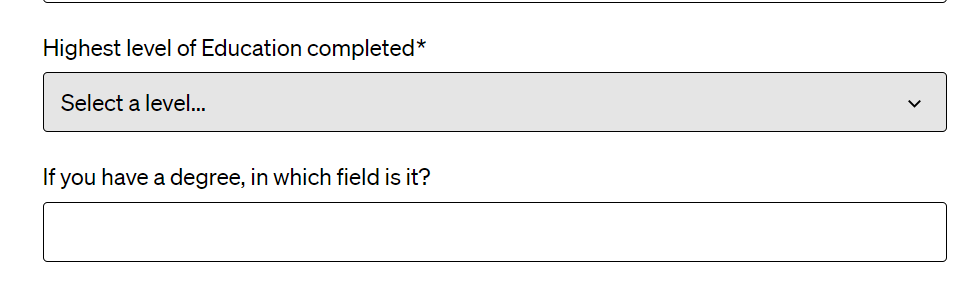 Highest level of Education completed*
Select a level...
If you have a degree, in which field is it?